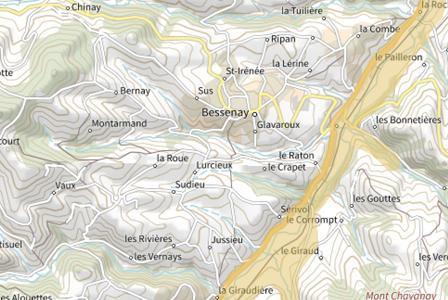 Chinay
la Tuilière
la Combe
Ripan
le Pailleron
la Lérine
St-Irénée
Bernay
Sus
Bessenay
Glavaroux
les Bonnetières
Montarmand
la Roue
Lurcieux
le Raton
le Crapet
Vaux
Sudieu
les Gouttes
Sérivol
le Corrompt
les Rivières
Jussieu
le Giraud
les Vernays
la Giraudière
Mont Chavanay